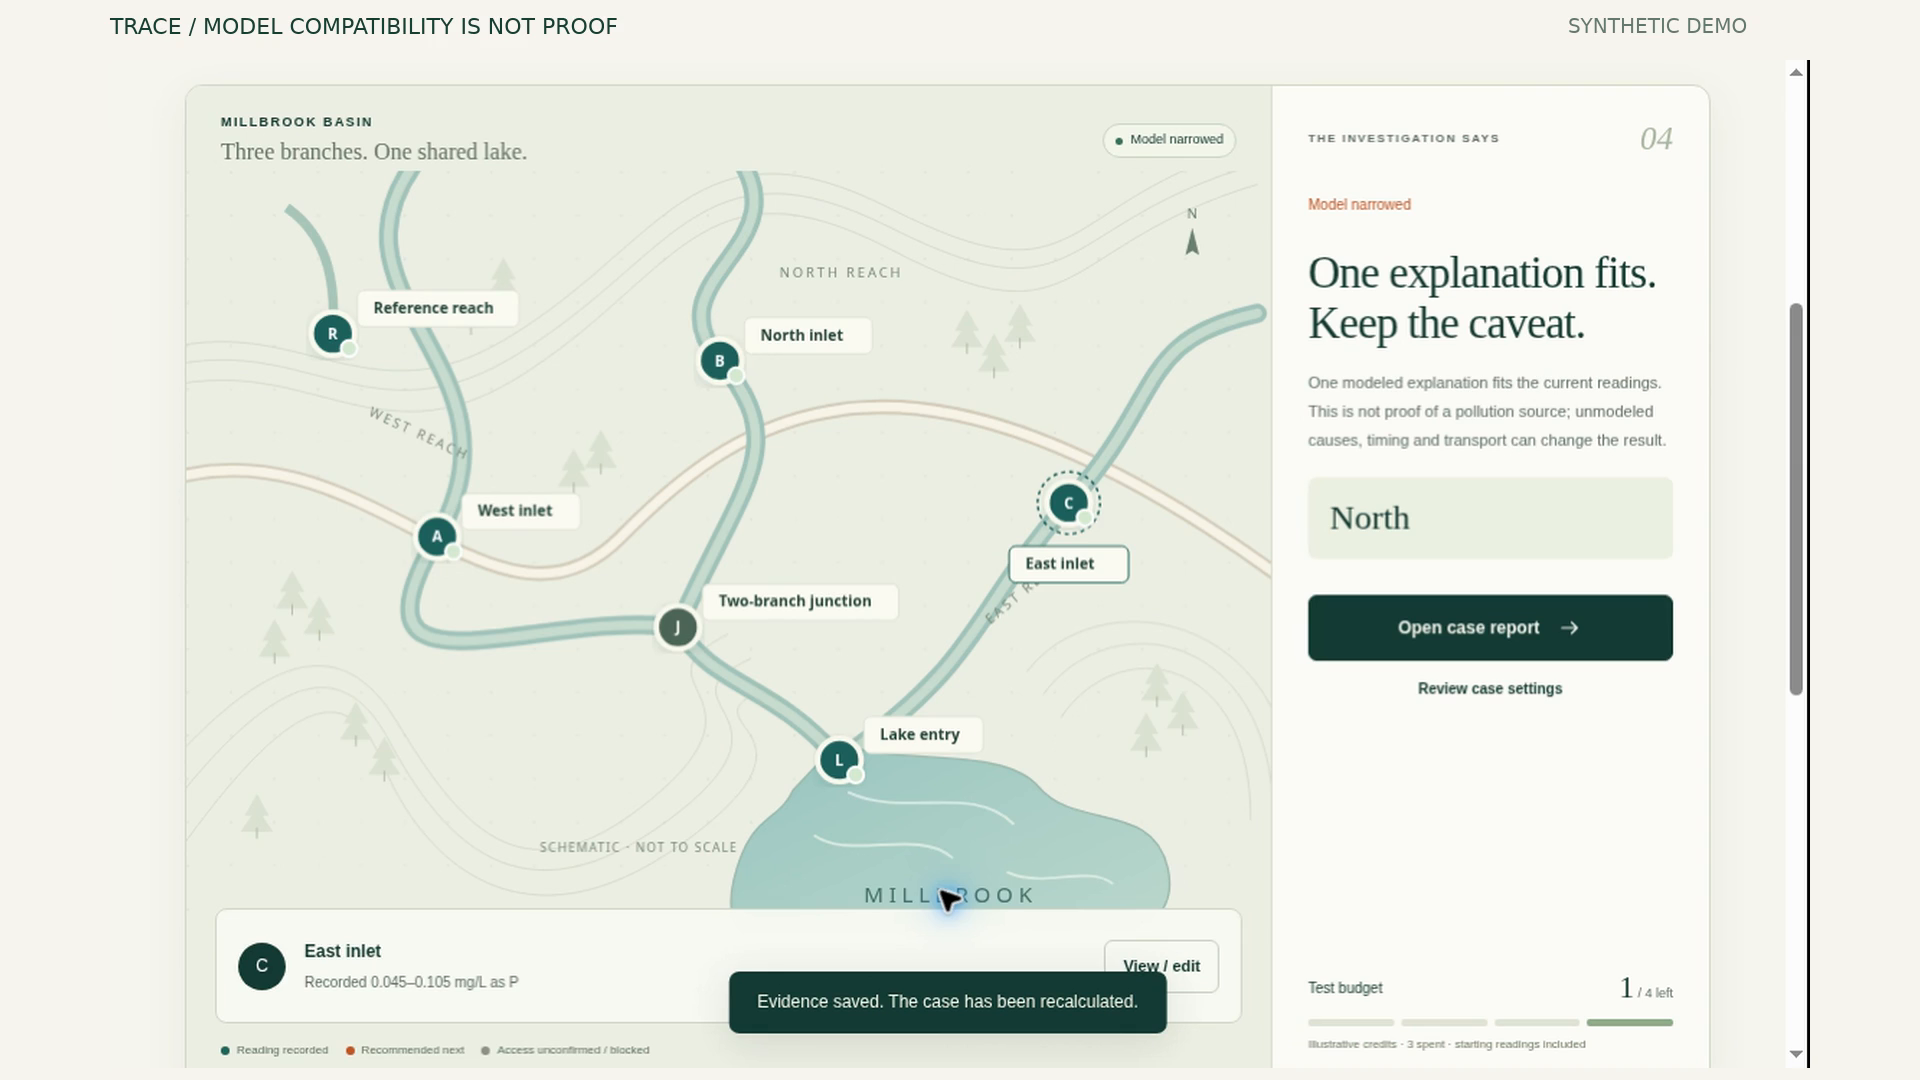 TRACE / MODEL COMPATIBILITY IS NOT PROOF
SYNTHETIC DEMO
MILLBROOK BASIN
Three branches. One shared lake.
Model narrowed
N
NORTH REACH
R
Reference reach
B
North inlet
WEST REACH
A
West inlet
C
East inlet
EAST
J
Two-branch junction
L
Lake entry
SCHEMATIC · NOT TO SCALE
MILLBROOK
C
East inlet
Recorded 0.045–0.105 mg/L as P
View / edit
Evidence saved. The case has been recalculated.
Reading recorded
Recommended next
Access unconfirmed / blocked
THE INVESTIGATION SAYS
04
Model narrowed
One explanation fits.
Keep the caveat.
One modeled explanation fits the current readings.
This is not proof of a pollution source; unmodeled
causes, timing and transport can change the result.
North
Open case report →
Review case settings
Test budget
1 / 4 left
Illustrative credits · 3 spent · starting readings included